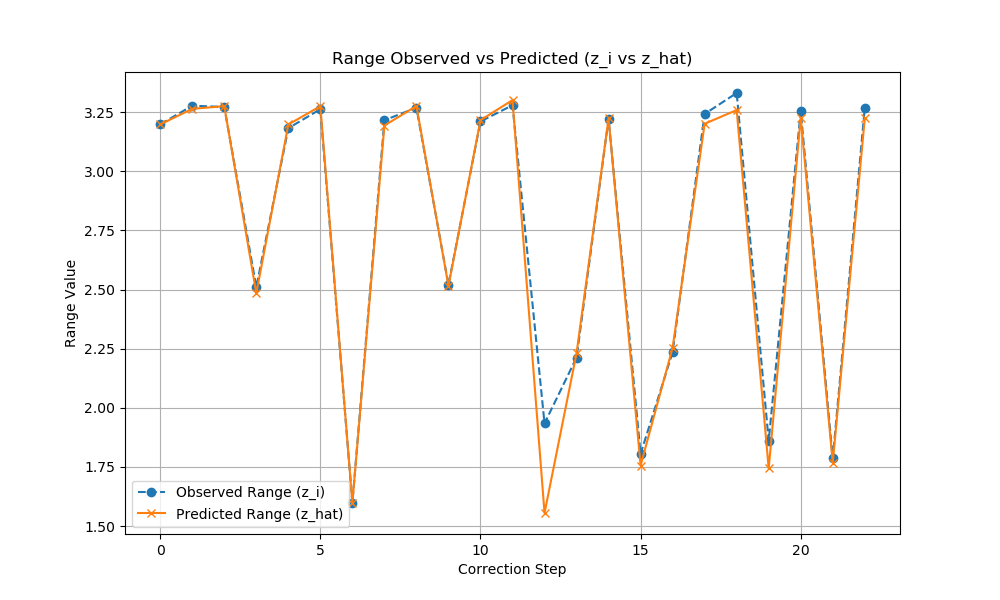 Range Observed vs Predicted (z_i vs z_hat)
Range Value
3.25
3.00
2.75
2.50
2.25
2.00
1.75
1.50
Observed Range (z_i)
Predicted Range (z_hat)
0 5 10 15 20
Correction Step